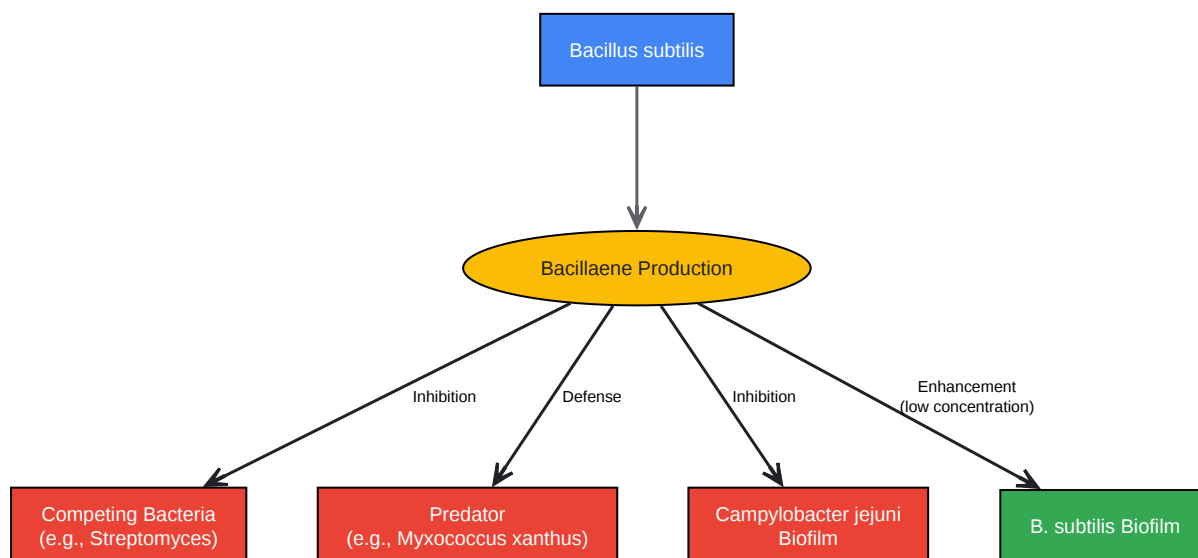 Bacillus subtilis
Bacillaene Production
Inhibition
Defense
Inhibition
Enhancement
(low concentration)
Competing Bacteria
(e.g., Streptomyces)
Predator
(e.g., Myxococcus xanthus)
Campylobacter jejuni
Biofilm
B. subtilis Biofilm